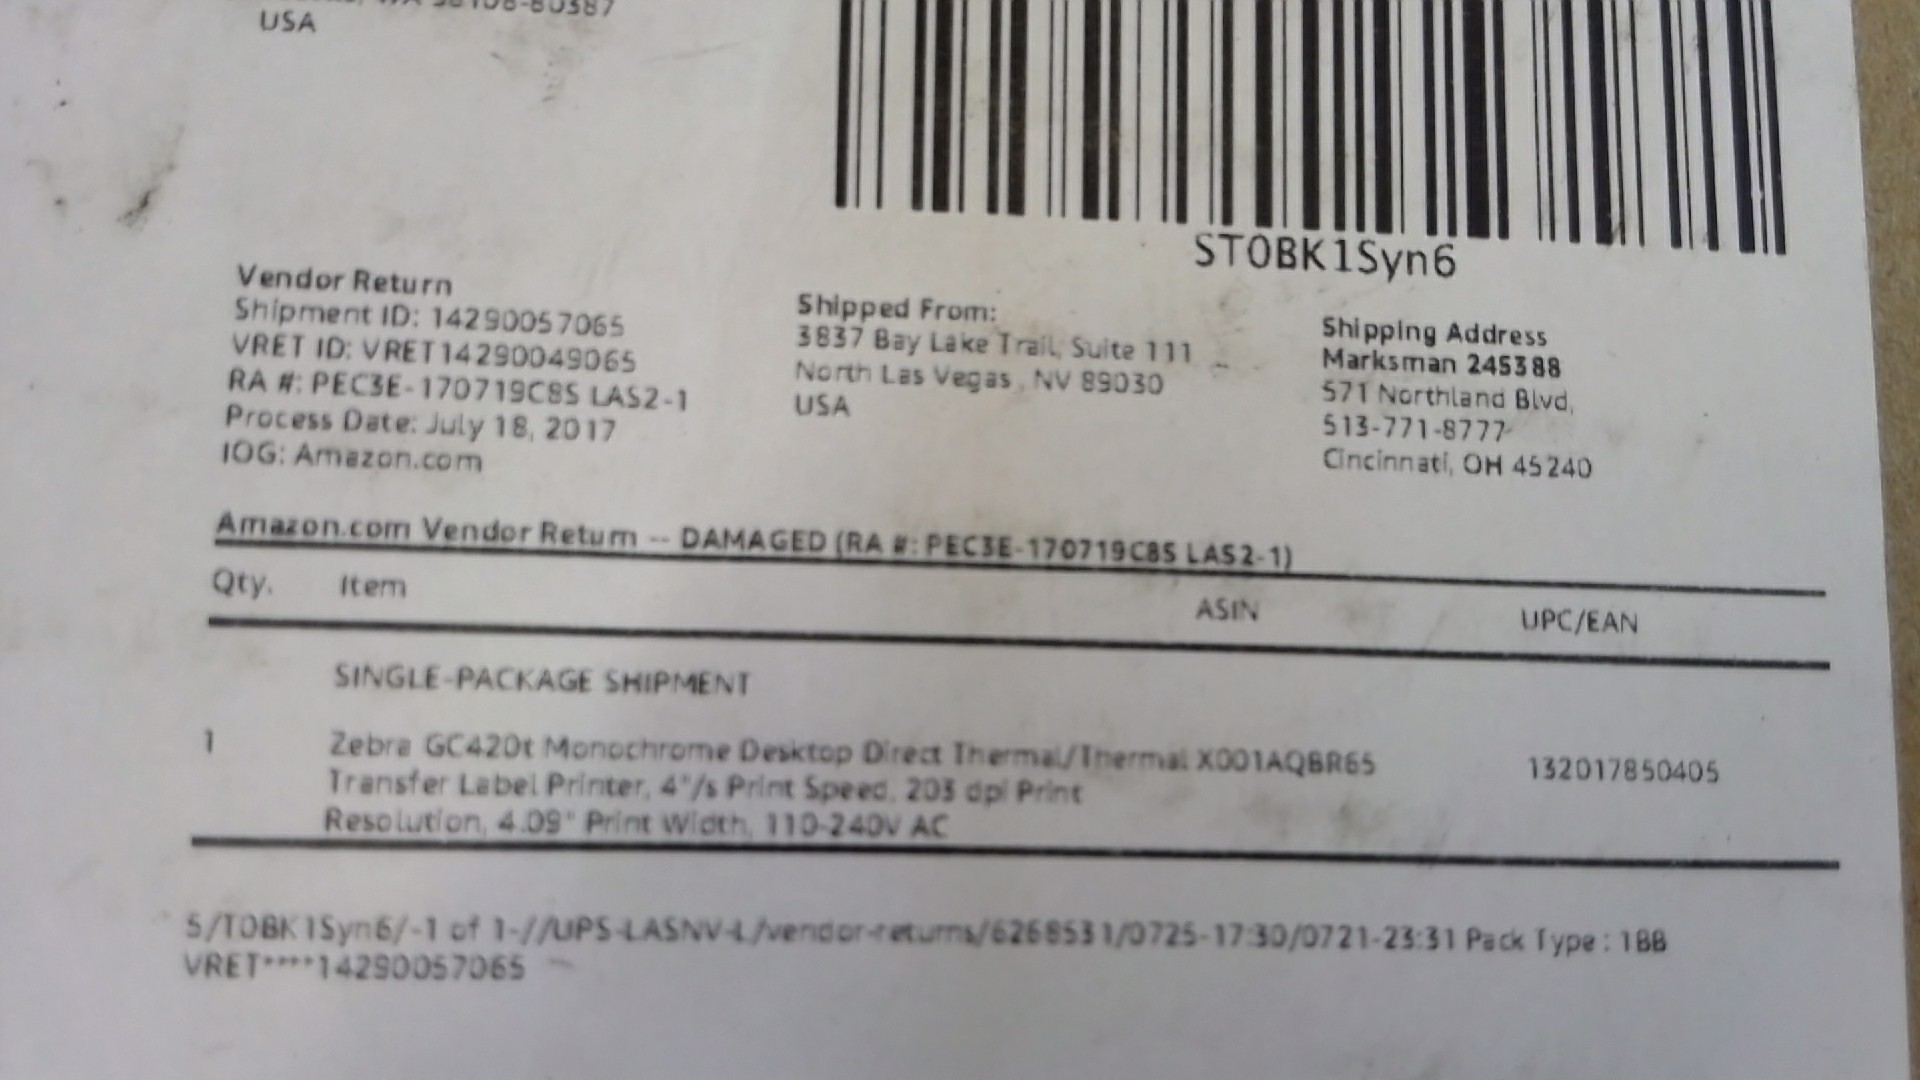 USA
STOBK1Syn6
Vendor Return
Shipment ID: 14290057065
VRET ID: VRET14290049065
RA #: PEC3E-170719C8S LAS2-1
Process Date: July 18, 2017
IOG: Amazon.com
Shipped From:
3837 Bay Lake Trail, Suite 111
North Las Vegas , NV 89030
USA
Shipping Address
Marksman 245388
571 Northland Blvd,
513-771-8777
Cincinnati, OH 45240
Amazon.com Vendor Return -- DAMAGED (RA #: PEC3E-170719C8S LAS2-1)
Qty. Item ASIN UPC/EAN
SINGLE-PACKAGE SHIPMENT
1 Zebra GC420t Monochrome Desktop Direct Thermal/Thermal X001AQBR65 132017850405
Transfer Label Printer, 4"/s Print Speed, 203 dpi Print
Resolution, 4.09" Print Width, 110-240V AC
5/TOBK1Syn6/-1 of 1-//UPS-LASNV-L/vendor-returns/6268531/0725-17:30/0721-23:31 Pack Type : 1BB
VRET****14290057065